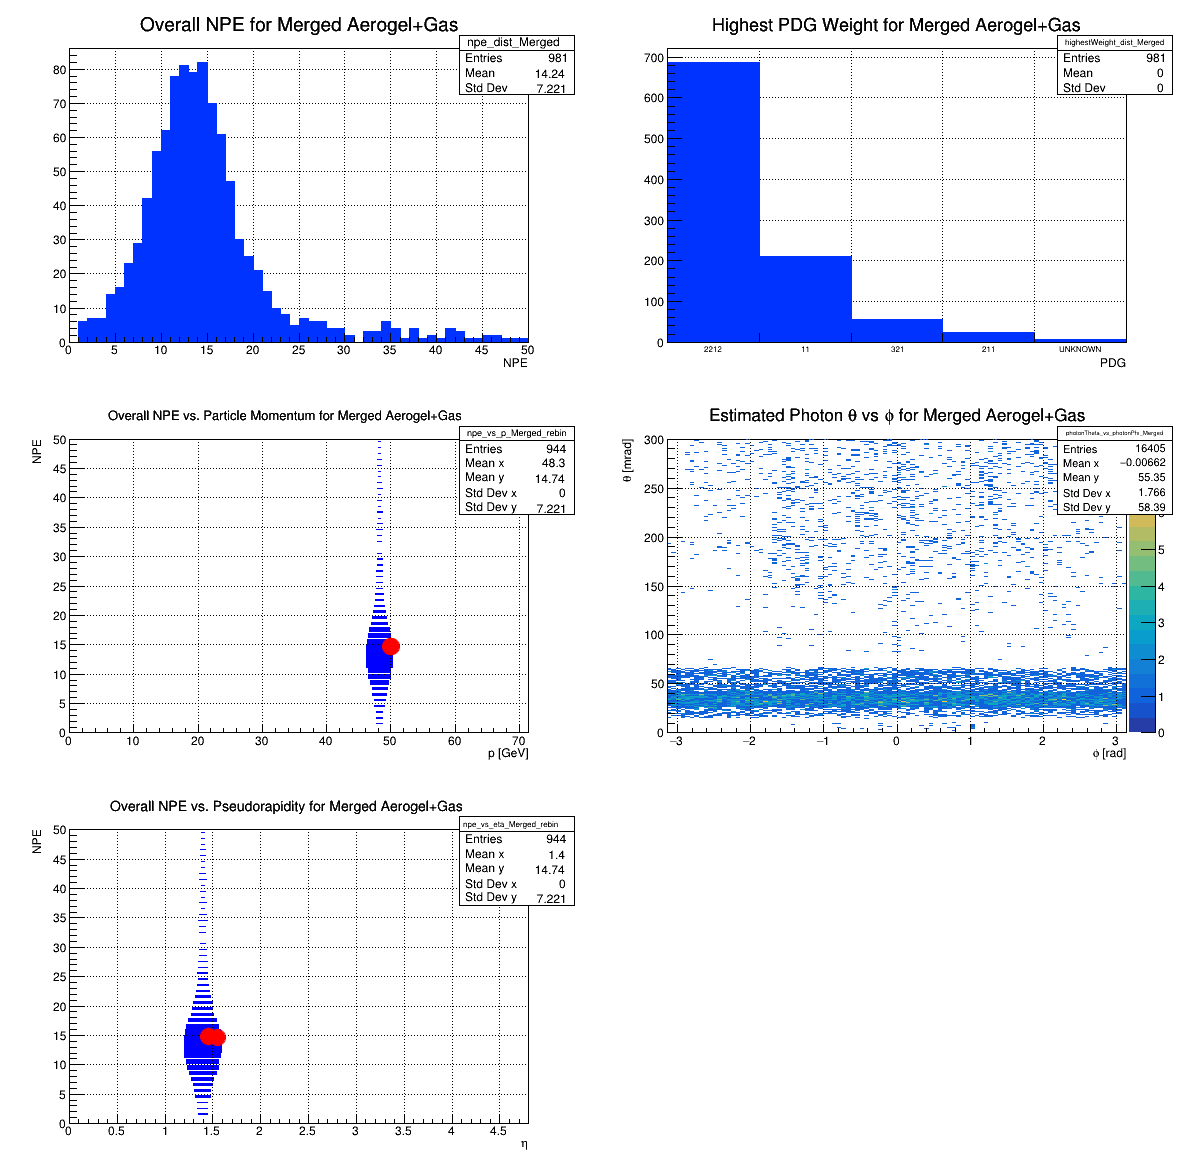 Overall NPE for Merged Aerogel+Gas
npe_dist_Merged
Entries 981
Mean 14.24
Std Dev 7.221
80
70
60
50
40
30
20
10
0
0 5 10 15 20 25 30 35 40 45 50
NPE
Highest PDG Weight for Merged Aerogel+Gas
highestWeight_dist_Merged
Entries 981
Mean 0
Std Dev 0
700
600
500
400
300
200
100
0
2212 11 321 211 UNKNOWN
PDG
Overall NPE vs. Particle Momentum for Merged Aerogel+Gas
npe_vs_p_Merged_rebin
Entries 944
Mean x 48.3
Mean y 14.74
Std Dev x 0
Std Dev y 7.221
NPE
50
45
40
35
30
25
20
15
10
5
0
0 10 20 30 40 50 60 70
p [GeV]
Estimated Photon θ vs ϕ for Merged Aerogel+Gas
photonTheta_vs_photonPhi_Merged
Entries 16405
Mean x −0.00662
Mean y 55.35
Std Dev x 1.766
Std Dev y 58.39
θ [mrad]
300
250
200
150
100
50
0
−3 −2 −1 0 1 2 3
ϕ [rad]
5
4
3
2
1
0
Overall NPE vs. Pseudorapidity for Merged Aerogel+Gas
npe_vs_eta_Merged_rebin
Entries 944
Mean x 1.4
Mean y 14.74
Std Dev x 0
Std Dev y 7.221
NPE
50
45
40
35
30
25
20
15
10
5
0
0 0.5 1 1.5 2 2.5 3 3.5 4 4.5
η